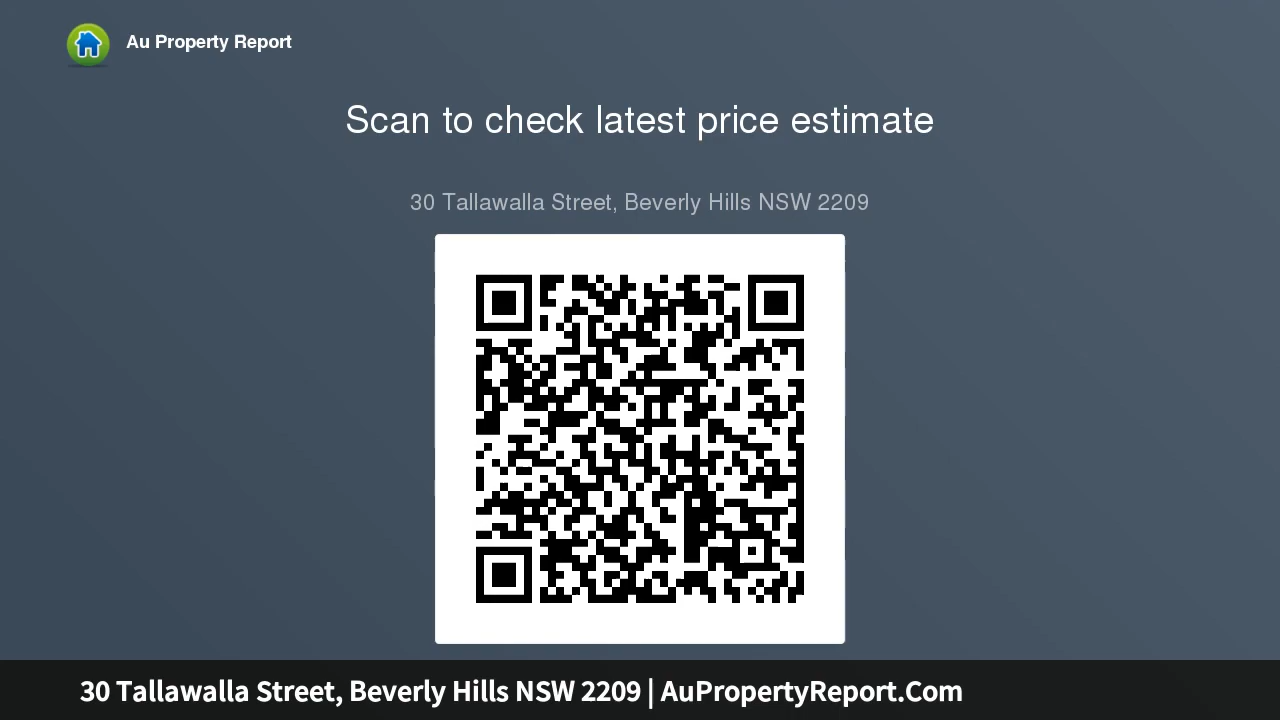 Au Property Report
Scan to check latest price estimate
30 Tallawalla Street, Beverly Hills NSW 2209
30 Tallawalla Street, Beverly Hills NSW 2209 | AuPropertyReport.Com